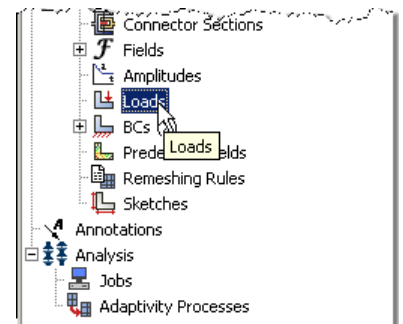 Connector Sections
Fields
Amplitudes
Loads
BCs
Loads
Remeshing Rules
Sketches
Annotations
Analysis
Jobs
Adaptivity Processes